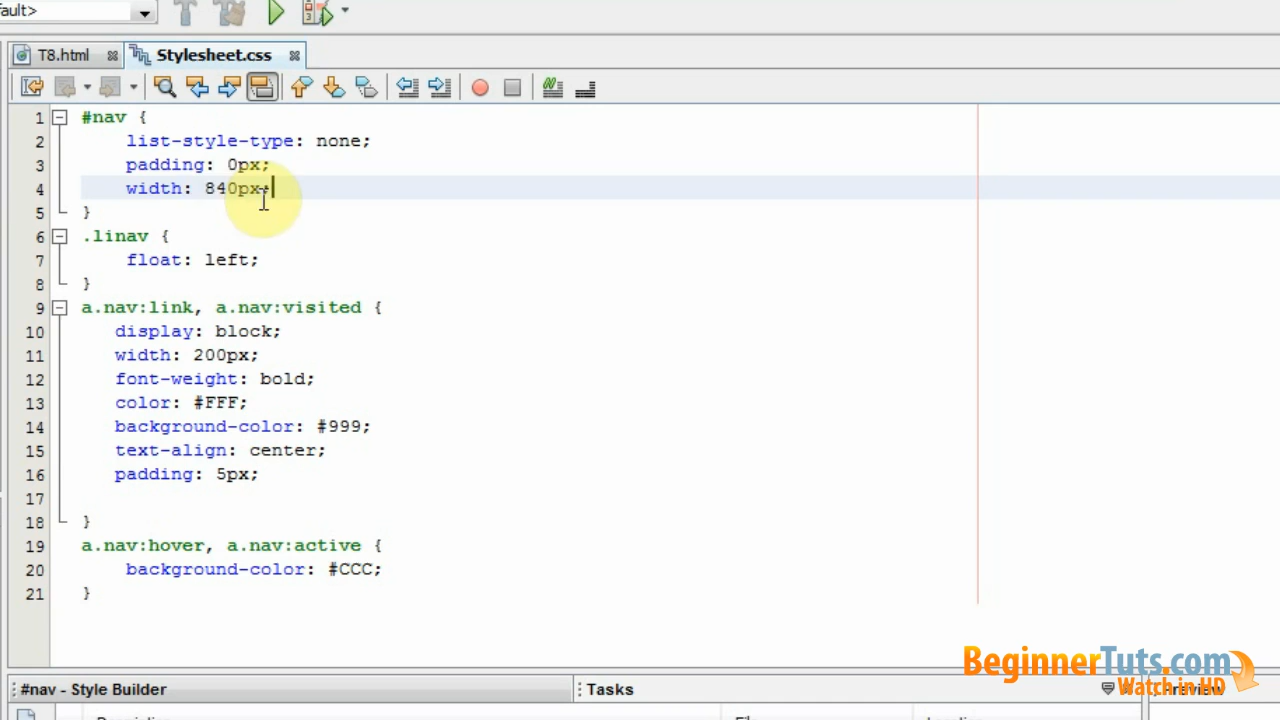 fault>
T8.html
Stylesheet.css
1 #nav {
2 list-style-type: none;
3 padding: 0px;
4 width: 840px;
5 }
6 .linav {
7 float: left;
8 }
9 a.nav:link, a.nav:visited {
10 display: block;
11 width: 200px;
12 font-weight: bold;
13 color: #FFF;
14 background-color: #999;
15 text-align: center;
16 padding: 5px;
17
18 }
19 a.nav:hover, a.nav:active {
20 background-color: #CCC;
21 }
BeginnerTuts.com
Watch in HD
#nav - Style Builder
Tasks
Preview